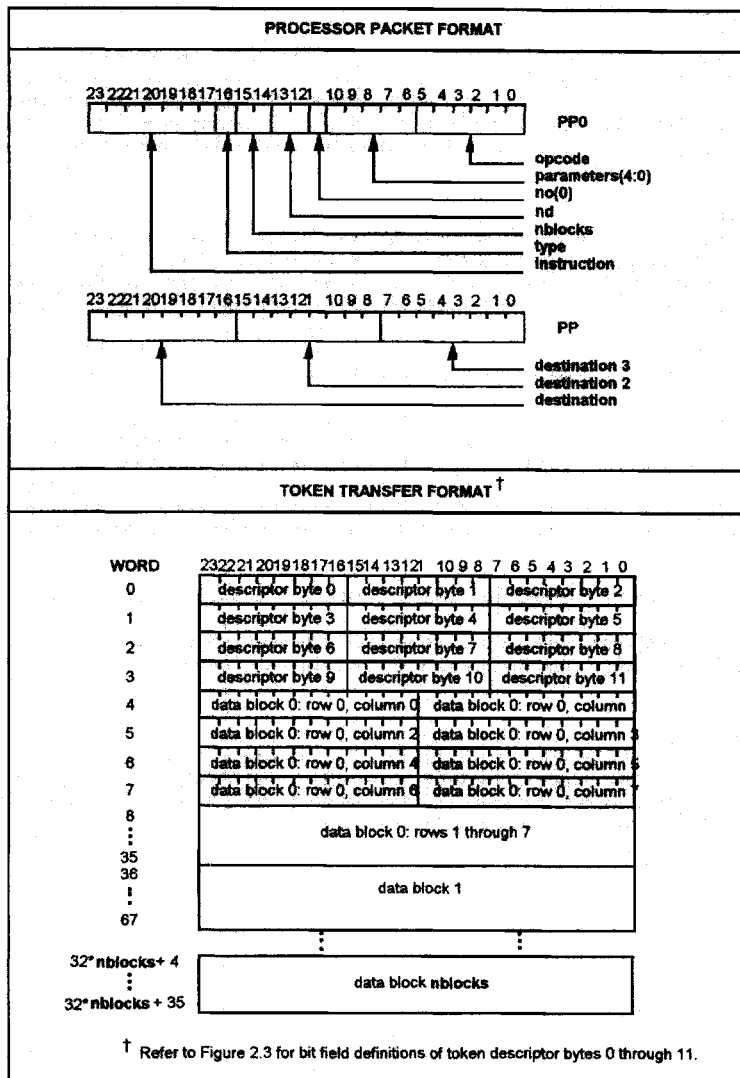 PROCESSOR PACKET FORMAT
23 22 21 20 19 18 17 16 15 14 13 12 11 10 9 8 7 6 5 4 3 2 1 0
PP0
opcode
parameters(4:0)
no(0)
nd
nblocks
type
instruction
23 22 21 20 19 18 17 16 15 14 13 12 11 10 9 8 7 6 5 4 3 2 1 0
PP
destination 3
destination 2
destination
TOKEN TRANSFER FORMAT †
WORD 23 22 21 20 19 18 17 16 15 14 13 12 11 10 9 8 7 6 5 4 3 2 1 0
0 descriptor byte 0 descriptor byte 1 descriptor byte 2
1 descriptor byte 3 descriptor byte 4 descriptor byte 5
2 descriptor byte 6 descriptor byte 7 descriptor byte 8
3 descriptor byte 9 descriptor byte 10 descriptor byte 11
4 data block 0: row 0, column 0 data block 0: row 0, column 1
5 data block 0: row 0, column 2 data block 0: row 0, column 3
6 data block 0: row 0, column 4 data block 0: row 0, column 5
7 data block 0: row 0, column 6 data block 0: row 0, column 7
8
data block 0: rows 1 through 7
35
36
data block 1
67
32*nblocks+ 4
data block nblocks
32*nblocks + 35
† Refer to Figure 2.3 for bit field definitions of token descriptor bytes 0 through 11.